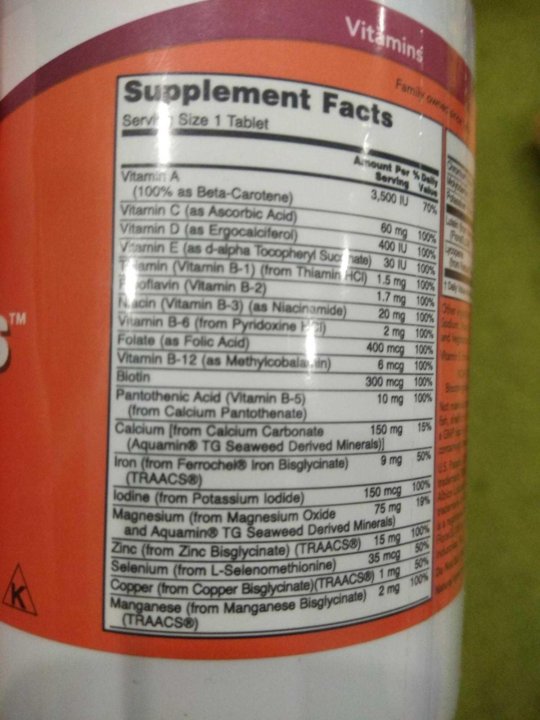 Vitamins
Family owned since
Supplement Facts
Serving Size 1 Tablet
Amount Per Serving % Daily Value
Vitamin A
(100% as Beta-Carotene) 3,500 IU 70%
Vitamin C (as Ascorbic Acid) 60 mg 100%
Vitamin D (as Ergocalciferol) 400 IU 100%
Vitamin E (as d-alpha Tocopheryl Succinate) 30 IU 100%
Thiamin (Vitamin B-1) (from Thiamin HCl) 1.5 mg 100%
Riboflavin (Vitamin B-2) 1.7 mg 100%
Niacin (Vitamin B-3) (as Niacinamide) 20 mg 100%
Vitamin B-6 (from Pyridoxine HCl) 2 mg 100%
Folate (as Folic Acid) 400 mcg 100%
Vitamin B-12 (as Methylcobalamin) 6 mcg 100%
Biotin 300 mcg 100%
Pantothenic Acid (Vitamin B-5) 10 mg 100%
(from Calcium Pantothenate)
Calcium [from Calcium Carbonate 150 mg 15%
(Aquamin® TG Seaweed Derived Minerals)]
Iron (from Ferrochel® Iron Bisglycinate) 9 mg 50%
(TRAACS®)
Iodine (from Potassium Iodide) 150 mcg 100%
Magnesium (from Magnesium Oxide 75 mg 19%
and Aquamin® TG Seaweed Derived Minerals)
Zinc (from Zinc Bisglycinate) (TRAACS®) 15 mg 100%
Selenium (from L-Selenomethionine) 35 mcg 50%
Copper (from Copper Bisglycinate)(TRAACS®) 1 mg 50%
Manganese (from Manganese Bisglycinate) 2 mg 100%
(TRAACS®)
S™
K